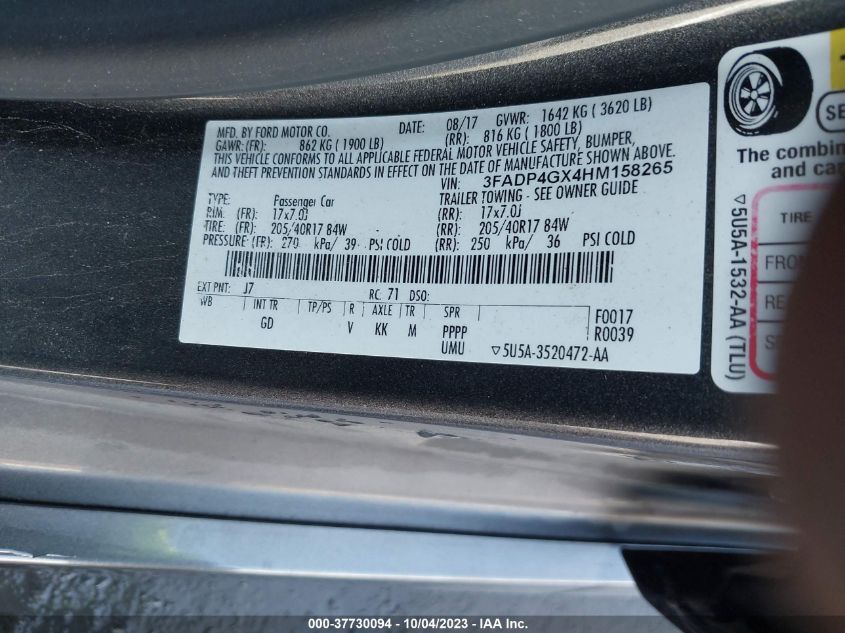 MFD. BY FORD MOTOR CO. DATE: 08/17 GVWR: 1642 KG ( 3620 LB)
GAWR: (FR): 862 KG ( 1900 LB) (RR): 816 KG ( 1800 LB)
THIS VEHICLE CONFORMS TO ALL APPLICABLE FEDERAL MOTOR VEHICLE SAFETY, BUMPER,
AND THEFT PREVENTION STANDARDS IN EFFECT ON THE DATE OF MANUFACTURE SHOWN ABOVE.
VIN: 3FADP4GX4HM158265
TYPE: Passenger Car TRAILER TOWING - SEE OWNER GUIDE
RIM: (FR): 17x7.0J (RR): 17x7.0J
TIRE: (FR): 205/40R17 84W (RR): 205/40R17 84W
PRESSURE: (FR): 270 kPa/ 39 PSI COLD (RR): 250 kPa/ 36 PSI COLD
EXT PNT: J7 RC: 71 DSO:
WB INT TR TP/PS R AXLE TR SPR F0017
GD V KK M PPPP R0039
UMU ▽5U5A-3520472-AA
The combin
and car
TIRE
FRON
RE
S
▽5U5A-1532-AA (TLU)
000-37730094 - 10/04/2023 - IAA Inc.